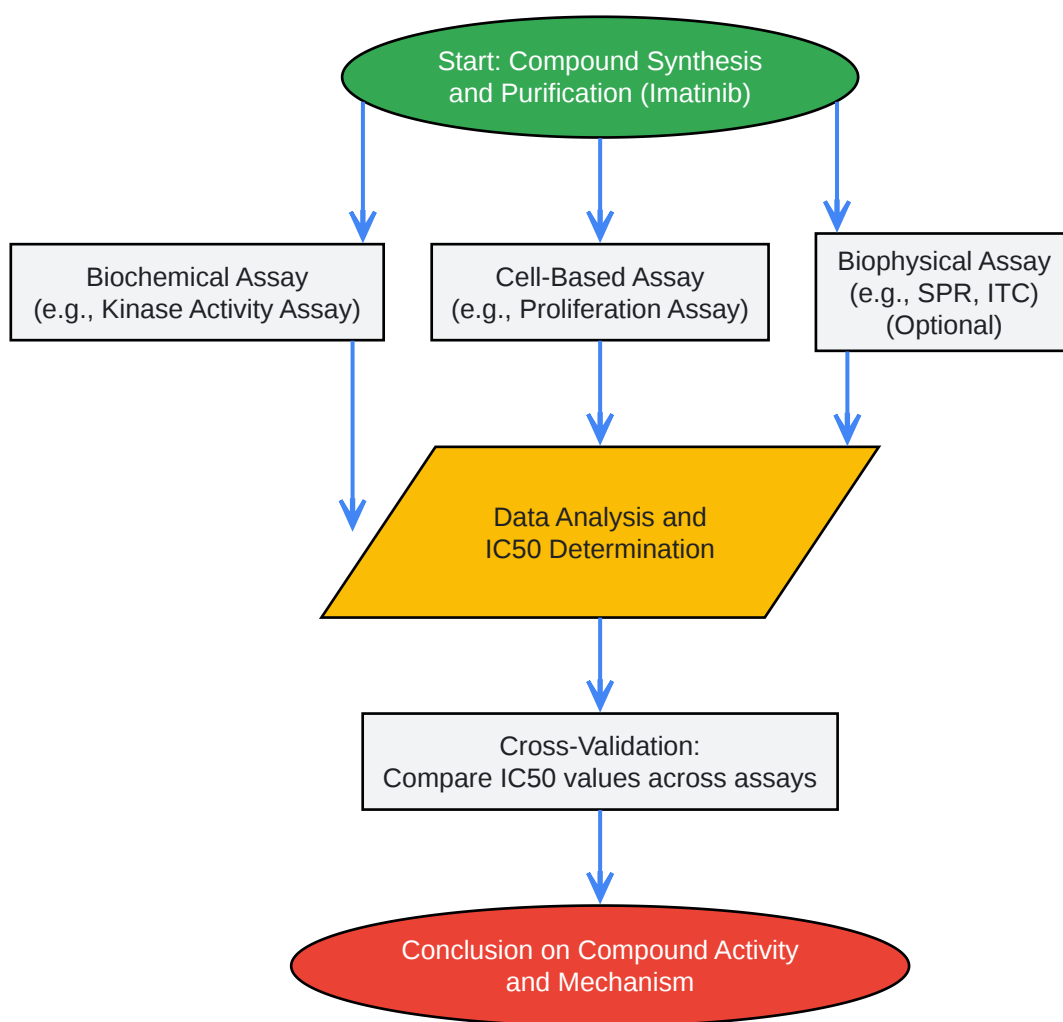 Start: Compound Synthesis
and Purification (Imatinib)
Biochemical Assay
(e.g., Kinase Activity Assay)
Cell-Based Assay
(e.g., Proliferation Assay)
Biophysical Assay
(e.g., SPR, ITC)
(Optional)
Data Analysis and
IC50 Determination
Cross-Validation:
Compare IC50 values across assays
Conclusion on Compound Activity
and Mechanism